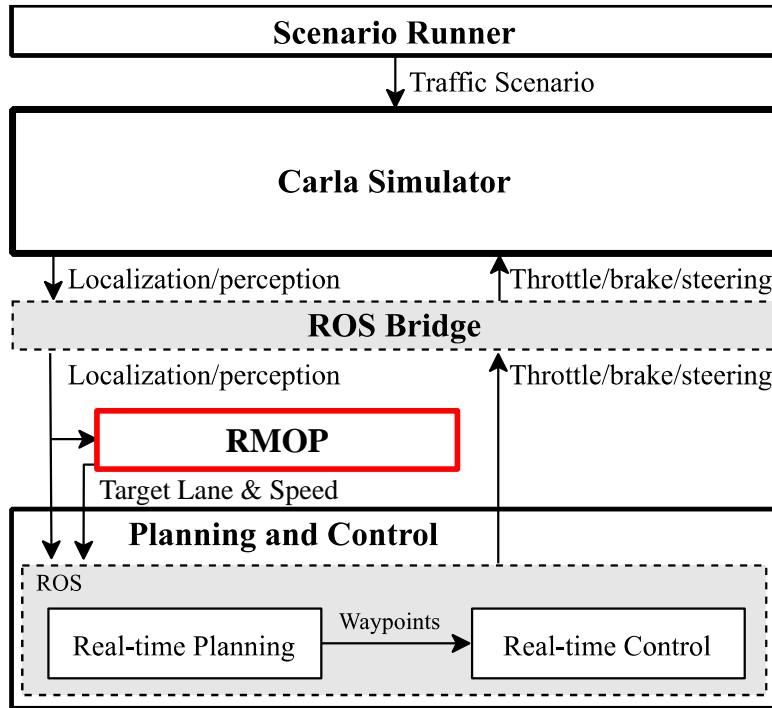 Scenario Runner
Traffic Scenario
Carla Simulator
Localization/perception
Throttle/brake/steering
ROS Bridge
Localization/perception
Throttle/brake/steering
RMOP
Target Lane & Speed
Planning and Control
ROS
Real-time Planning
Waypoints
Real-time Control